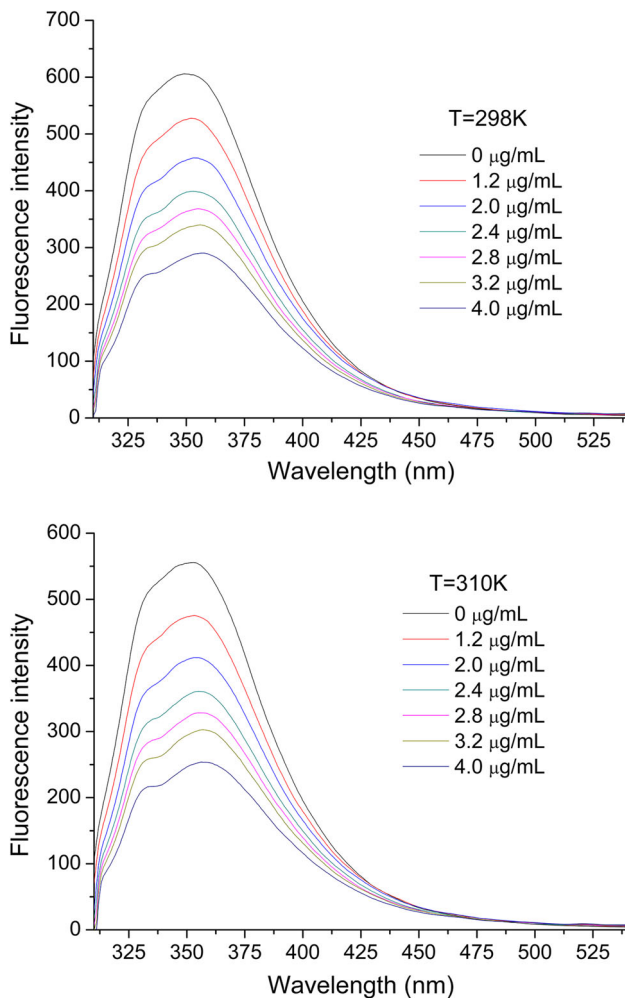 700
600
500
400
300
200
100
0
Fluorescence intensity
T=298K
0 μg/mL
1.2 μg/mL
2.0 μg/mL
2.4 μg/mL
2.8 μg/mL
3.2 μg/mL
4.0 μg/mL
325 350 375 400 425 450 475 500 525
Wavelength (nm)
600
500
400
300
200
100
0
Fluorescence intensity
T=310K
0 μg/mL
1.2 μg/mL
2.0 μg/mL
2.4 μg/mL
2.8 μg/mL
3.2 μg/mL
4.0 μg/mL
325 350 375 400 425 450 475 500 525
Wavelength (nm)